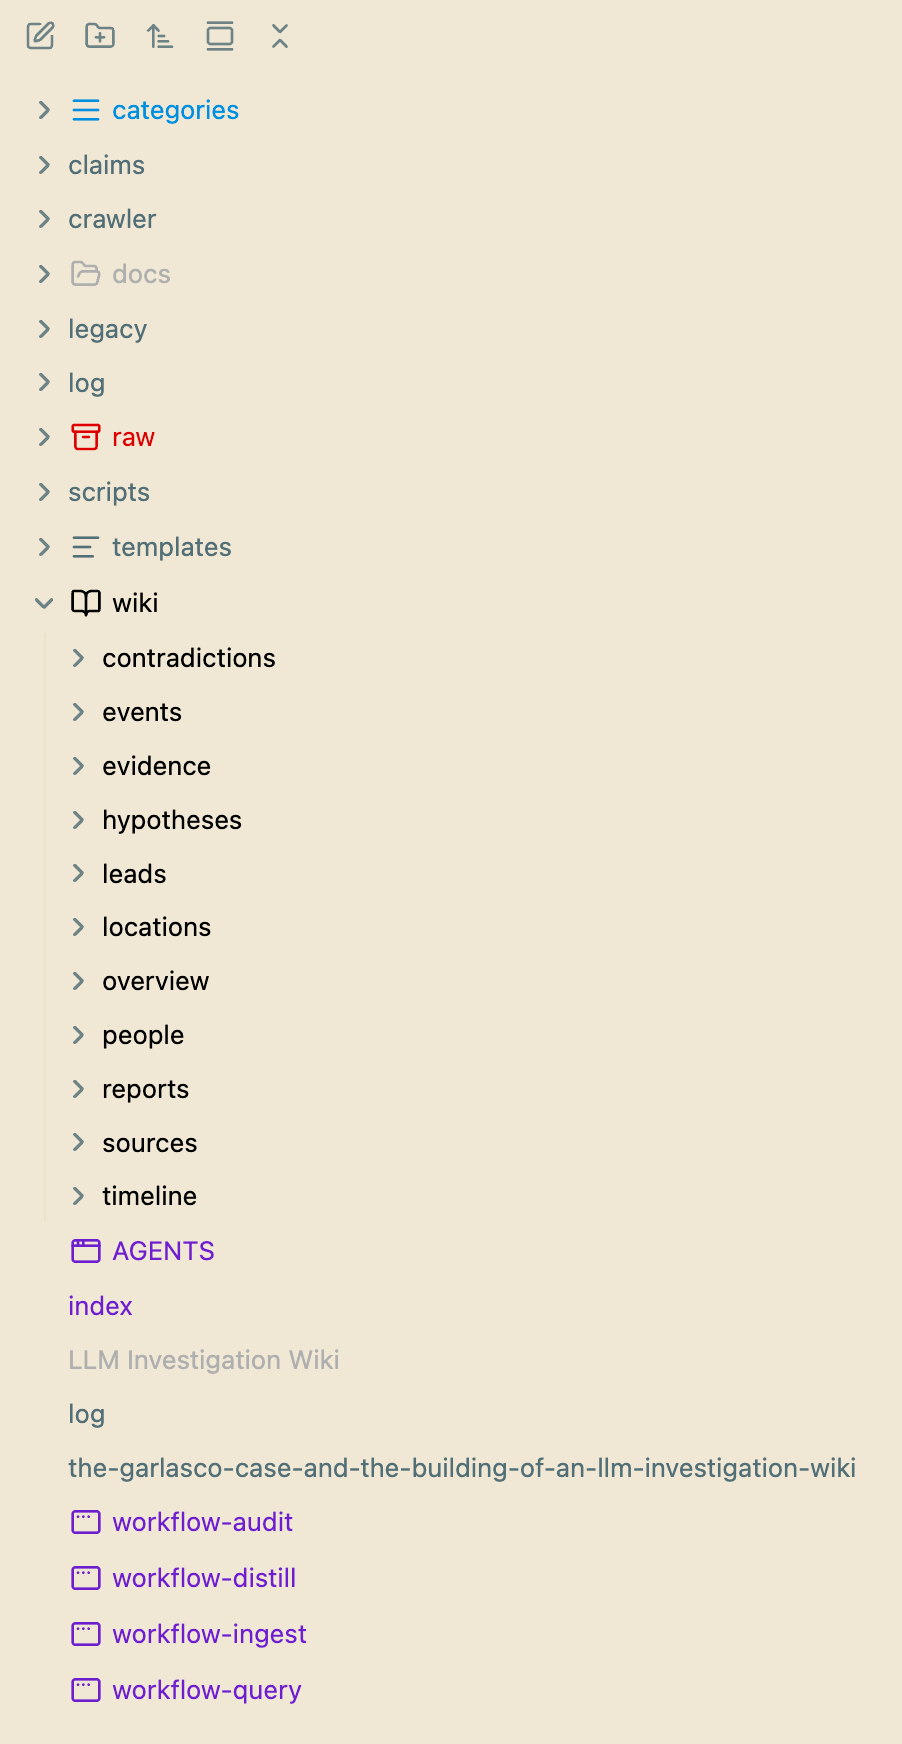 categories
claims
crawler
docs
legacy
log
raw
scripts
templates
wiki
contradictions
events
evidence
hypotheses
leads
locations
overview
people
reports
sources
timeline
AGENTS
index
LLM Investigation Wiki
log
the-garlasco-case-and-the-building-of-an-llm-investigation-wiki
workflow-audit
workflow-distill
workflow-ingest
workflow-query